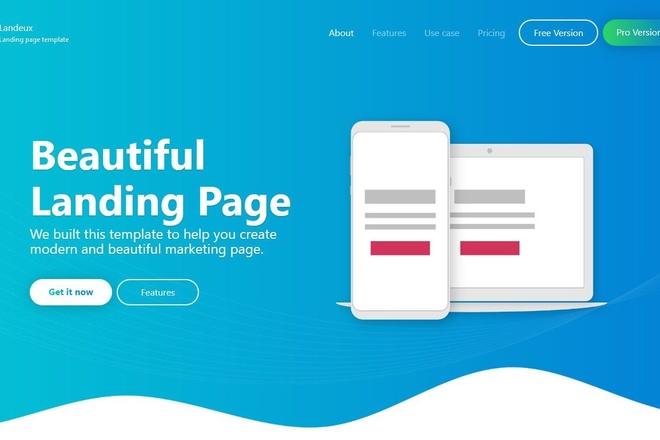 Landeux
Landing page template
About
Features
Use case
Pricing
Free Version
Pro Version
Beautiful
Landing Page
We built this template to help you create
modern and beautiful marketing page.
Get it now
Features